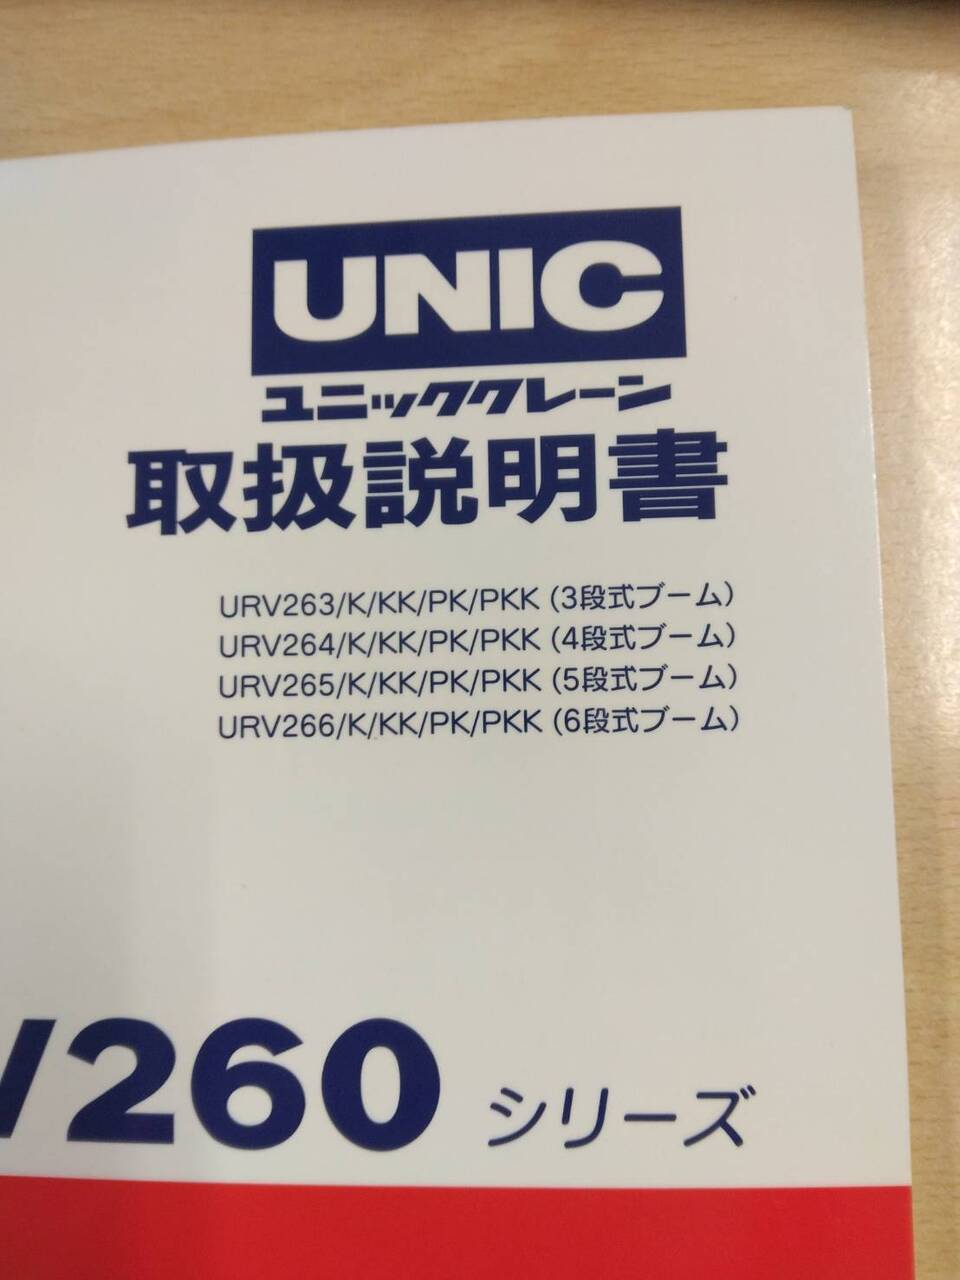 UNIC
ユニッククレーン
取扱説明書
URV263/K/KK/PK/PKK (3段式ブーム)
URV264/K/KK/PK/PKK (4段式ブーム)
URV265/K/KK/PK/PKK (5段式ブーム)
URV266/K/KK/PK/PKK (6段式ブーム)
V260 シリーズ